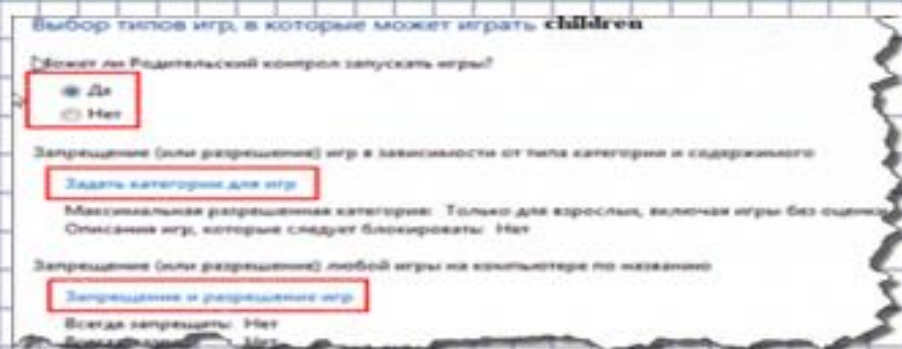 Выбор типов игр, в которые может играть children
Может ли Родительский контроль запускать игры?
Да
Нет
Запрещение (или разрешение) игр в зависимости от типа категории и содержимого
Задать категории для игр
Максимальная разрешенная категория: Только для взрослых, включая игры без оценки
Описания игр, которые следует блокировать: Нет
Запрещение (или разрешение) любой игры на компьютере по названию
Запрещение и разрешение игр
Всегда запрещать: Нет
Нет